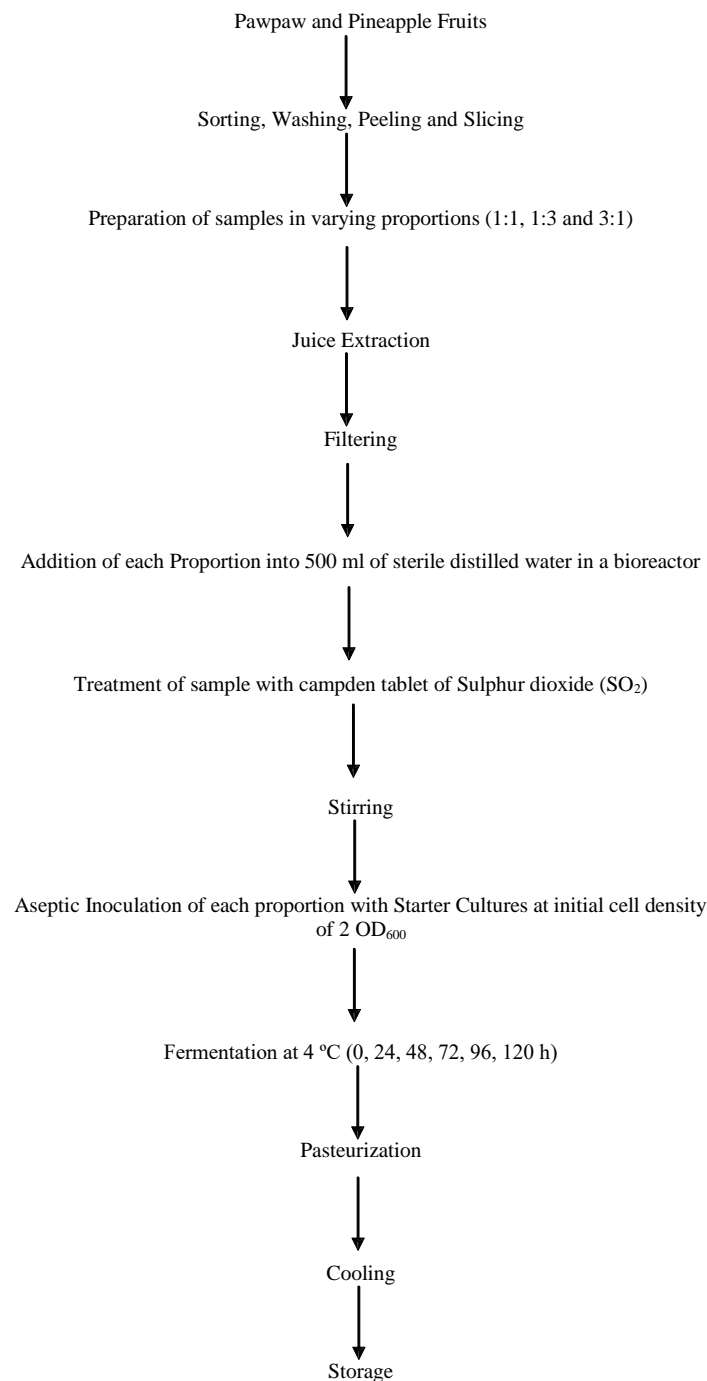 Pawpaw and Pineapple Fruits
Sorting, Washing, Peeling and Slicing
Preparation of samples in varying proportions (1:1, 1:3 and 3:1)
Juice Extraction
Filtering
Addition of each Proportion into 500 ml of sterile distilled water in a bioreactor
Treatment of sample with campden tablet of Sulphur dioxide (SO₂)
Stirring
Aseptic Inoculation of each proportion with Starter Cultures at initial cell density
of 2 OD₆₀₀
Fermentation at 4 ºC (0, 24, 48, 72, 96, 120 h)
Pasteurization
Cooling
Storage